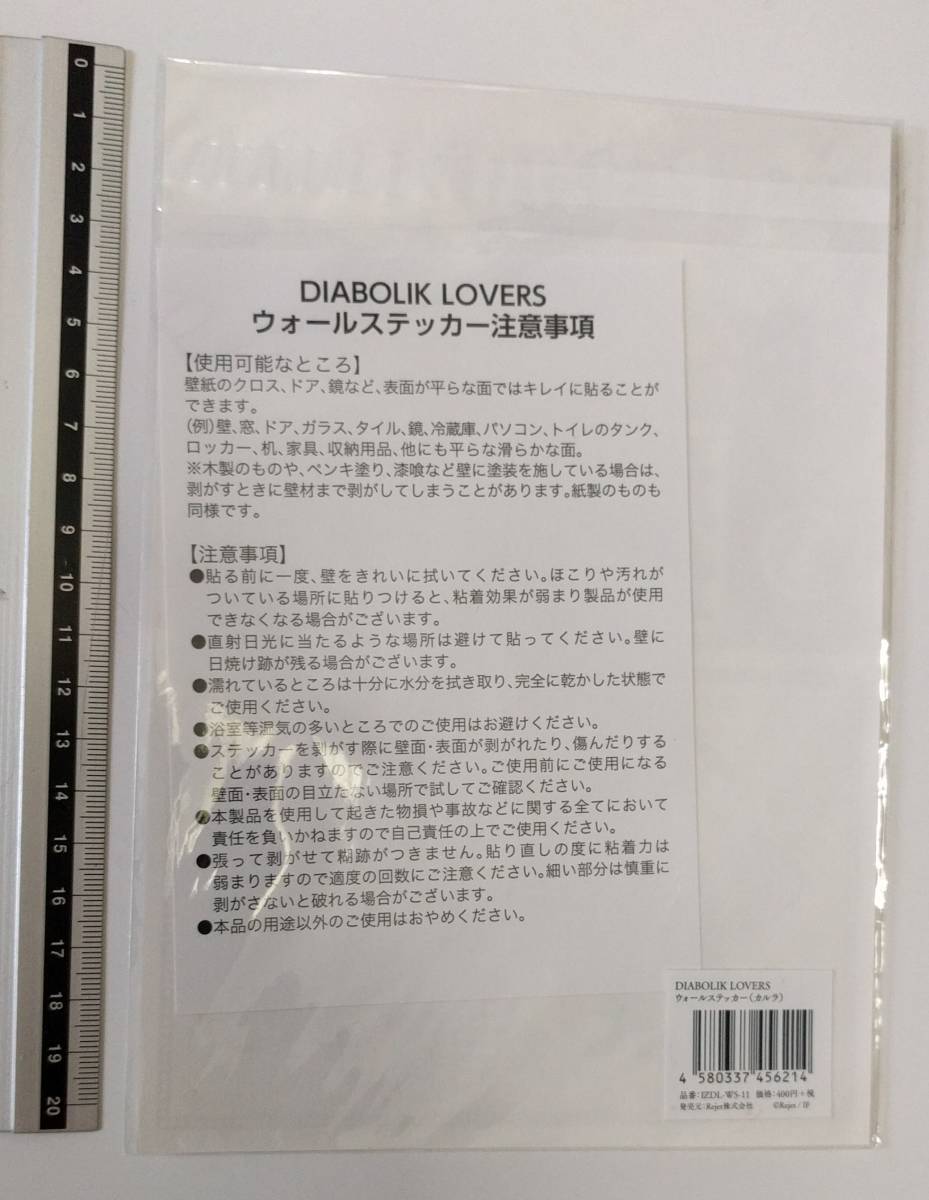 0
1
2
3
4
5
6
7
8
9
10
11
12
13
14
15
16
17
18
19
20
DIABOLIK LOVERS
ウォールステッカー注意事項
【使用可能なところ】
壁紙のクロス、ドア、鏡など、表面が平らな面ではキレイに貼ることが
できます。
(例)壁、窓、ドア、ガラス、タイル、鏡、冷蔵庫、パソコン、トイレのタンク、
ロッカー、机、家具、収納用品、他にも平らな滑らかな面。
※木製のものや、ペンキ塗り、漆喰など壁に塗装を施している場合は、
剥がすときに壁材まで剥がしてしまうことがあります。紙製のものも
同様です。
【注意事項】
●貼る前に一度、壁をきれいに拭いてください。ほこりや汚れが
ついている場所に貼りつけると、粘着効果が弱まり製品が使用
できなくなる場合がございます。
●直射日光に当たるような場所は避けて貼ってください。壁に
日焼け跡が残る場合がございます。
●濡れているところは十分に水分を拭き取り、完全に乾かした状態で
ご使用ください。
●浴室等湿気の多いところでのご使用はお避けください。
●ステッカーを剥がす際に壁面・表面が剥がれたり、傷んだりする
ことがありますのでご注意ください。ご使用前にご使用になる
壁面・表面の目立たない場所で試してご確認ください。
●本製品を使用して起きた物損や事故などに関する全てにおいて
責任を負いかねますので自己責任の上でご使用ください。
●張って剥がせて糊跡がつきません。貼り直しの度に粘着力は
弱まりますので適度の回数にご注意ください。細い部分は慎重に
剥がさないと破れる場合がございます。
●本品の用途以外のご使用はおやめください。
DIABOLIK LOVERS
ウォールステッカー(カルラ)
4 580337 456214
品番:IZDL-WS-11 価格:400円+税
発売元:Rejet株式会社 ©Rejet / IF